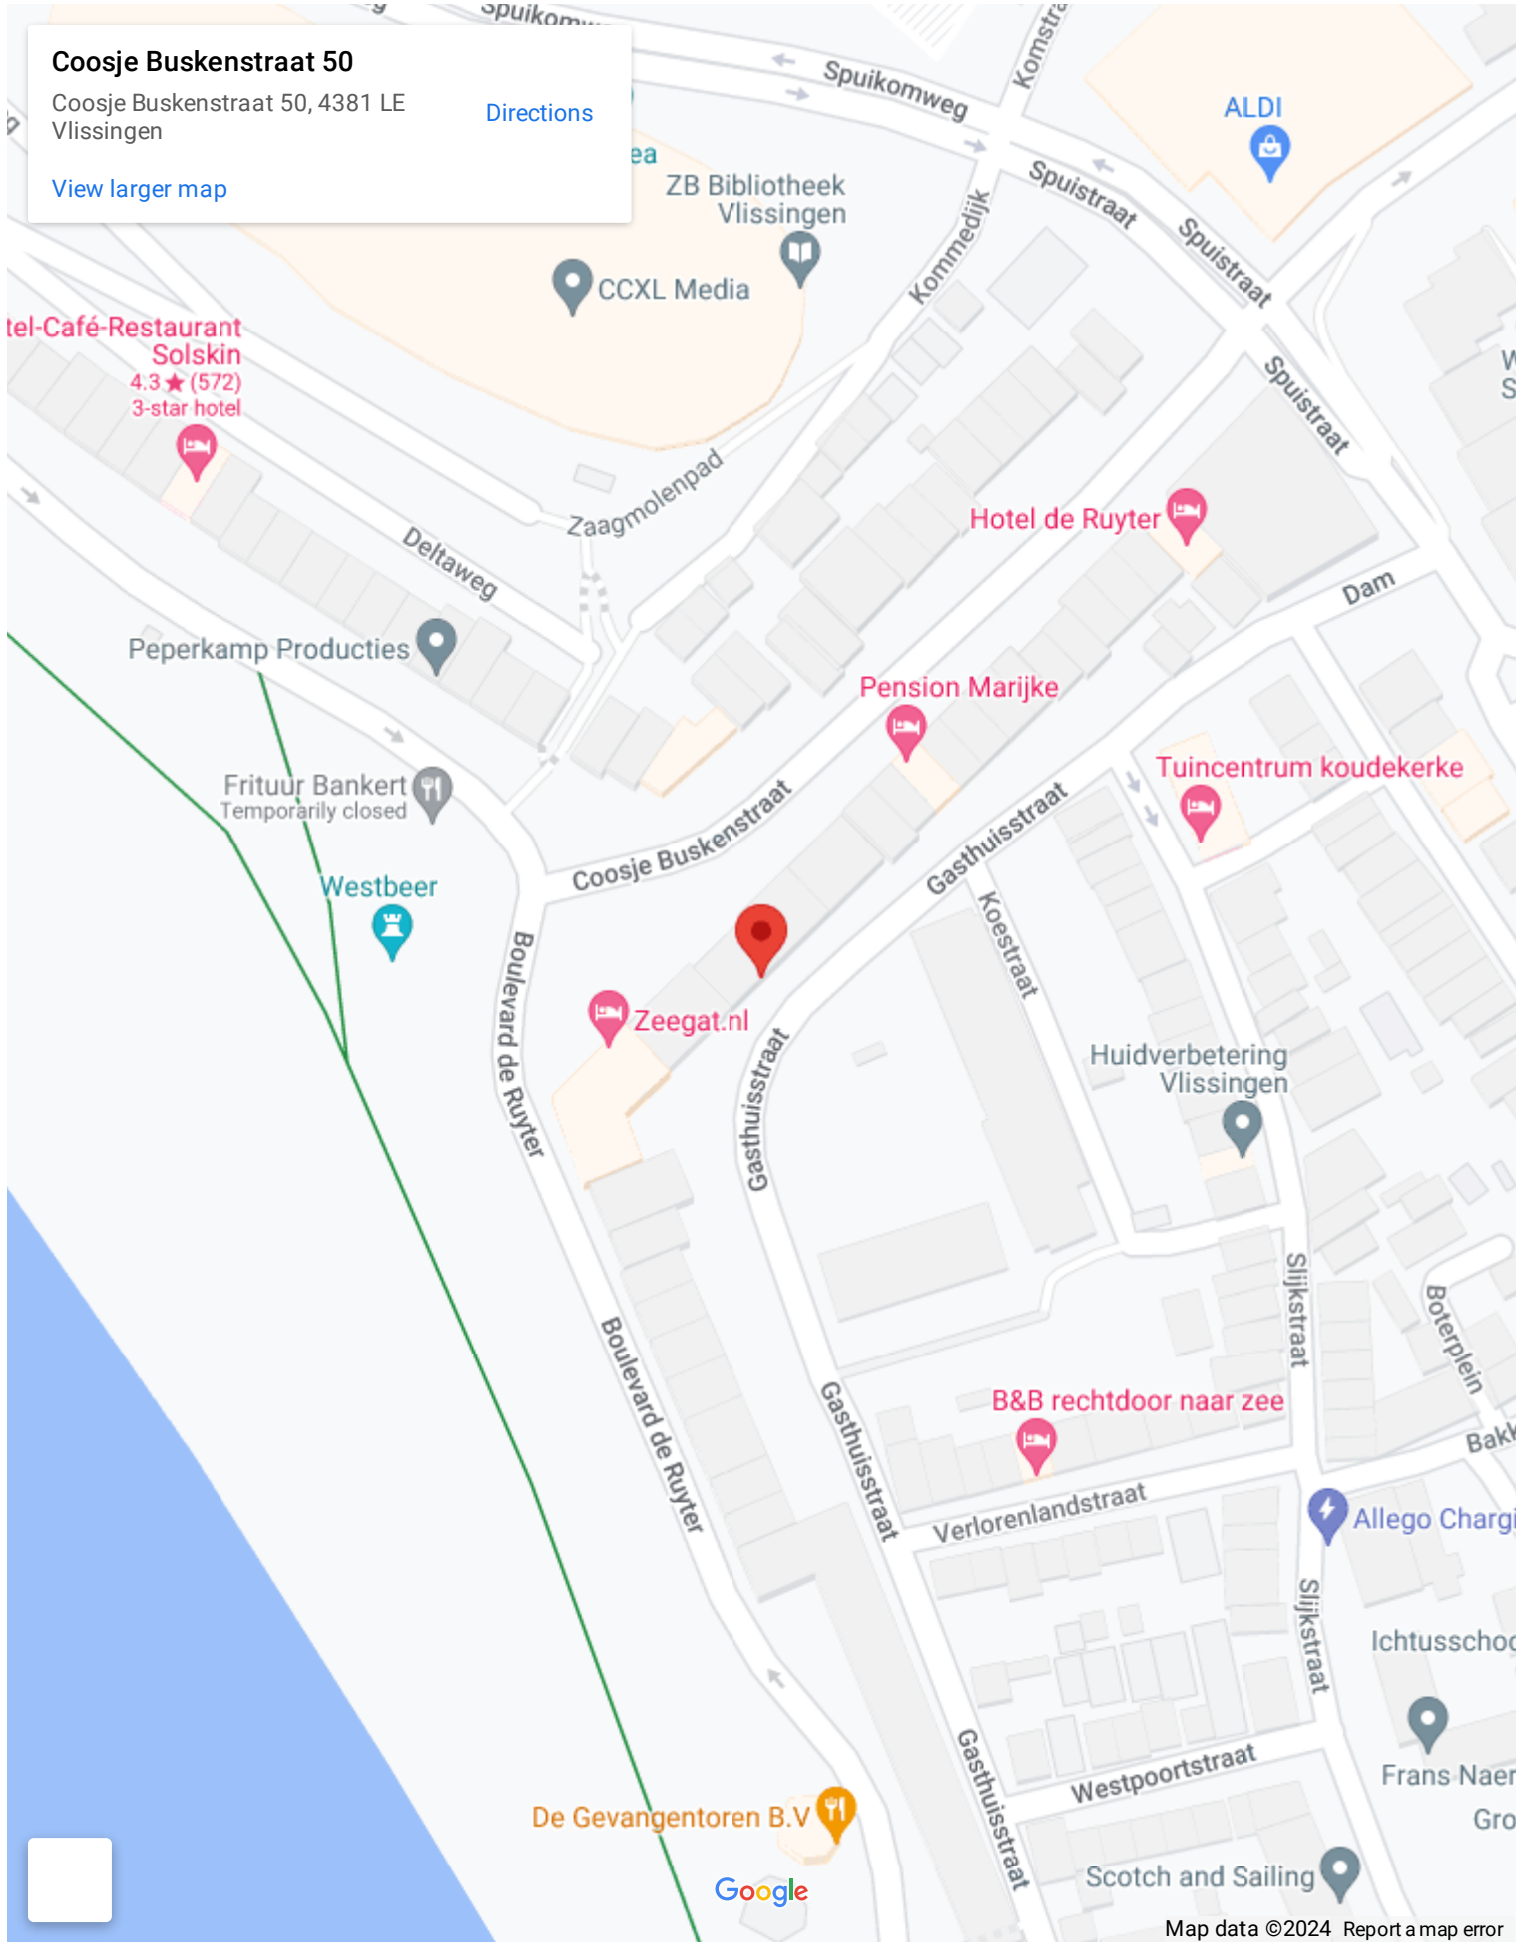 Coosje Buskenstraat 50
Coosje Buskenstraat 50, 4381 LE
Vlissingen
Directions
View larger map
Spuikomweg
Komstra
Spuistraat
Spuistraat
Spuistraat
ALDI
ea
ZB Bibliotheek
Vlissingen
CCXL Media
Kommedijk
tel-Café-Restaurant
Solskin
4.3 ★ (572)
3-star hotel
Zaagmolenpad
Deltaweg
Hotel de Ruyter
Dam
Peperkamp Producties
Pension Marijke
Tuincentrum koudekerke
Frituur Bankert
Temporarily closed
Coosje Buskenstraat
Gasthuisstraat
Westbeer
Koestraat
Boulevard de Ruyter
Zeegat.nl
Gasthuisstraat
Huidverbetering
Vlissingen
Slijkstraat
Boterplein
Boulevard de Ruyter
Gasthuisstraat
B&B rechtdoor naar zee
Bakk
Verlorenlandstraat
Allego Chargi
Slijkstraat
Ichtusschoo
Gasthuisstraat
Westpoortstraat
Frans Naer
Gro
De Gevangentoren B.V
Scotch and Sailing
Google
Map data ©2024
Report a map error